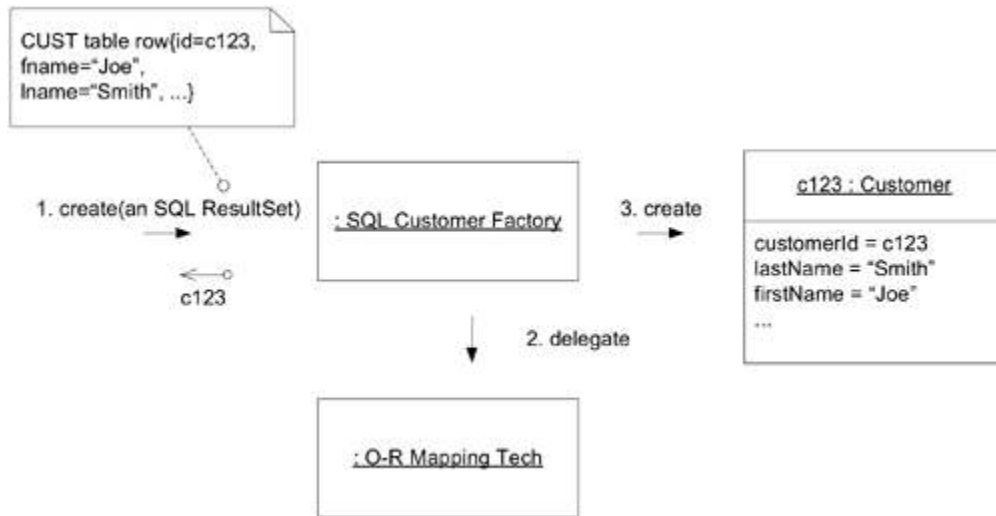 CUST table row{id=c123,
fname=“Joe”,
lname=“Smith”, ...}
1. create(an SQL ResultSet)
c123
: SQL Customer Factory
3. create
c123 : Customer
customerId = c123
lastName = “Smith”
firstName = “Joe”
...
2. delegate
: O-R Mapping Tech